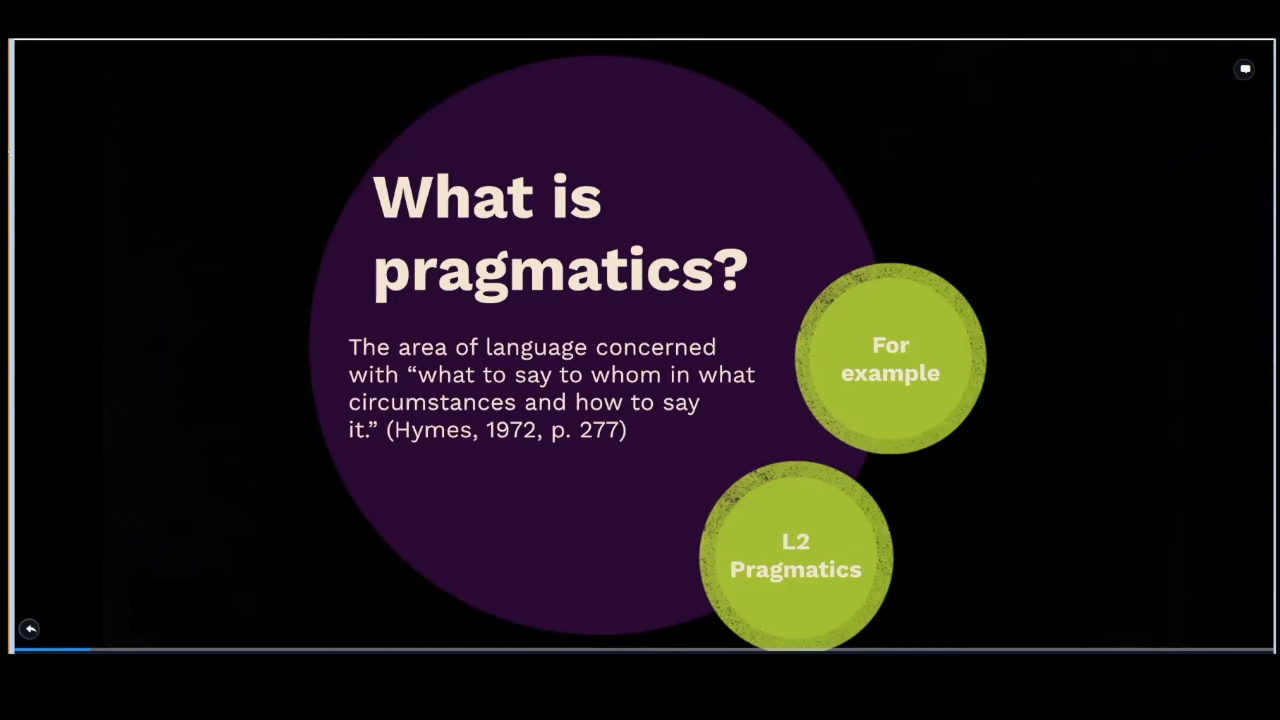 What is
pragmatics?
The area of language concerned
with “what to say to whom in what
circumstances and how to say
it.” (Hymes, 1972, p. 277)
For
example
L2
Pragmatics